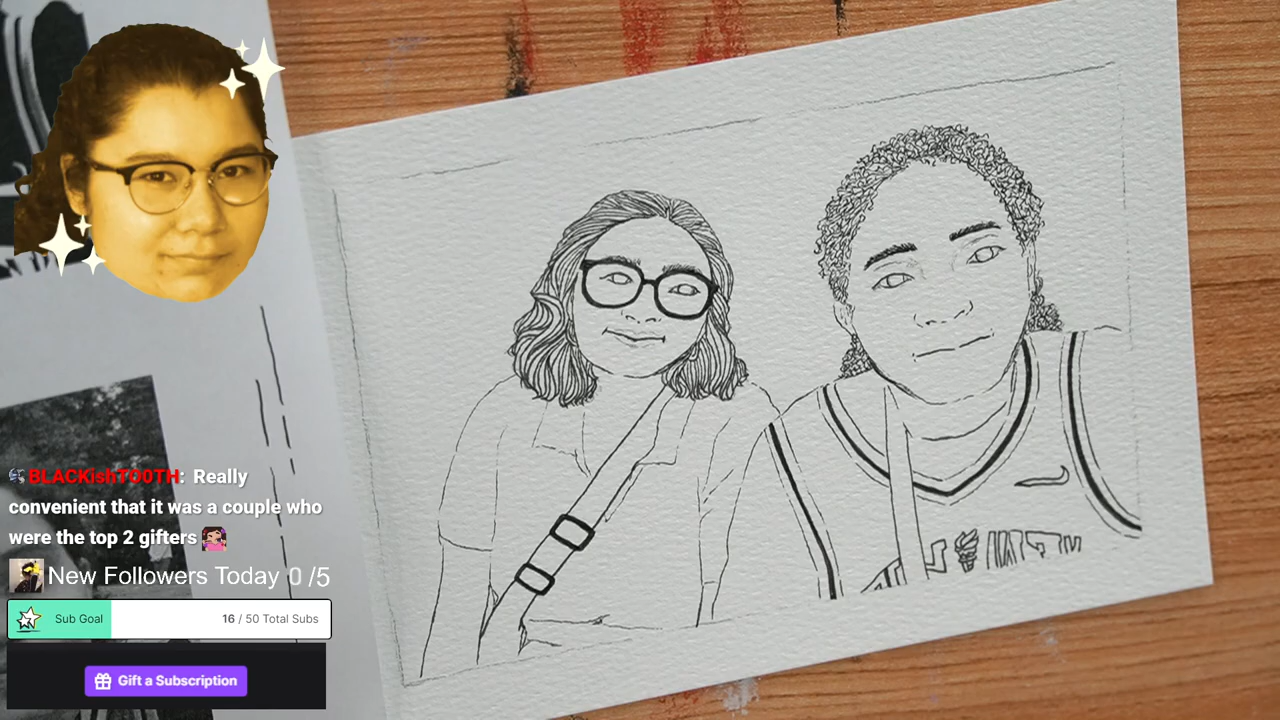 BLACKishTO0TH: Really
convenient that it was a couple who
were the top 2 gifters
New Followers Today 0 /5
Sub Goal
16 / 50 Total Subs
Gift a Subscription